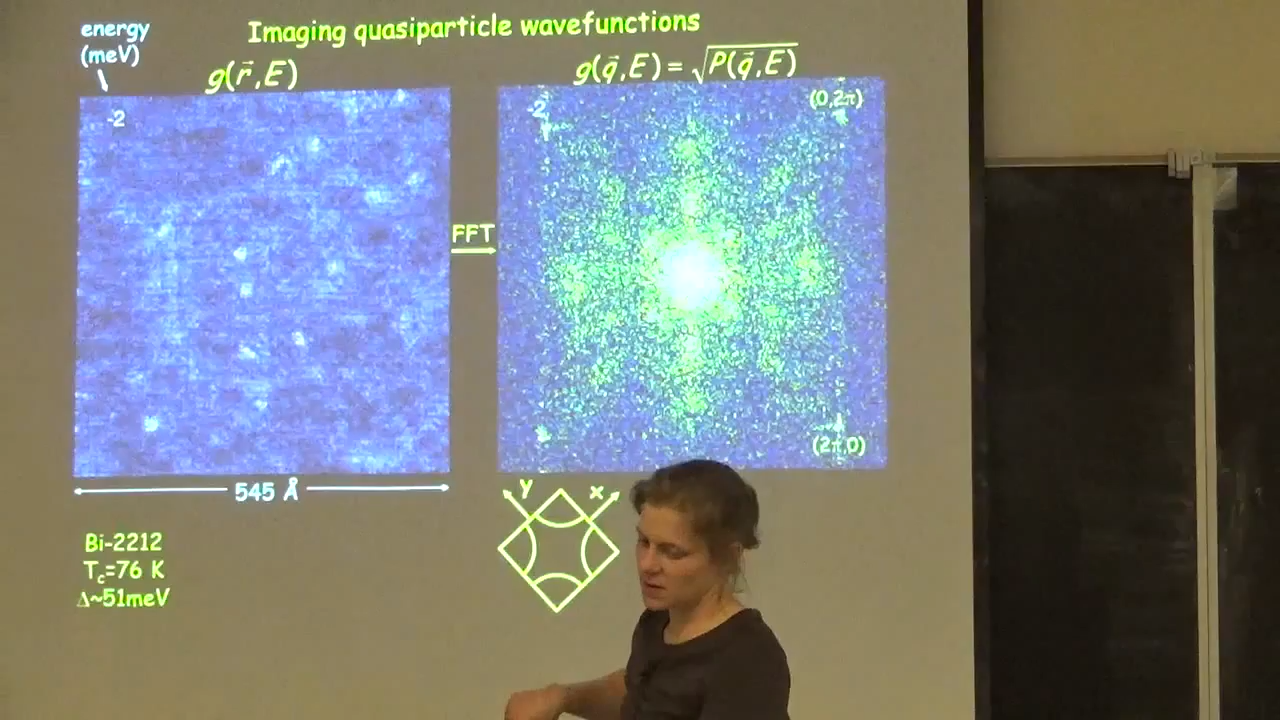 Imaging quasiparticle wavefunctions
energy
(meV)
g(r⃗,E)
g(q⃗,E) = √P(q⃗,E)
-2
-2
(0,2π)
FFT
(2π,0)
545 Å
y
x
Bi-2212
Tc=76 K
Δ~51meV